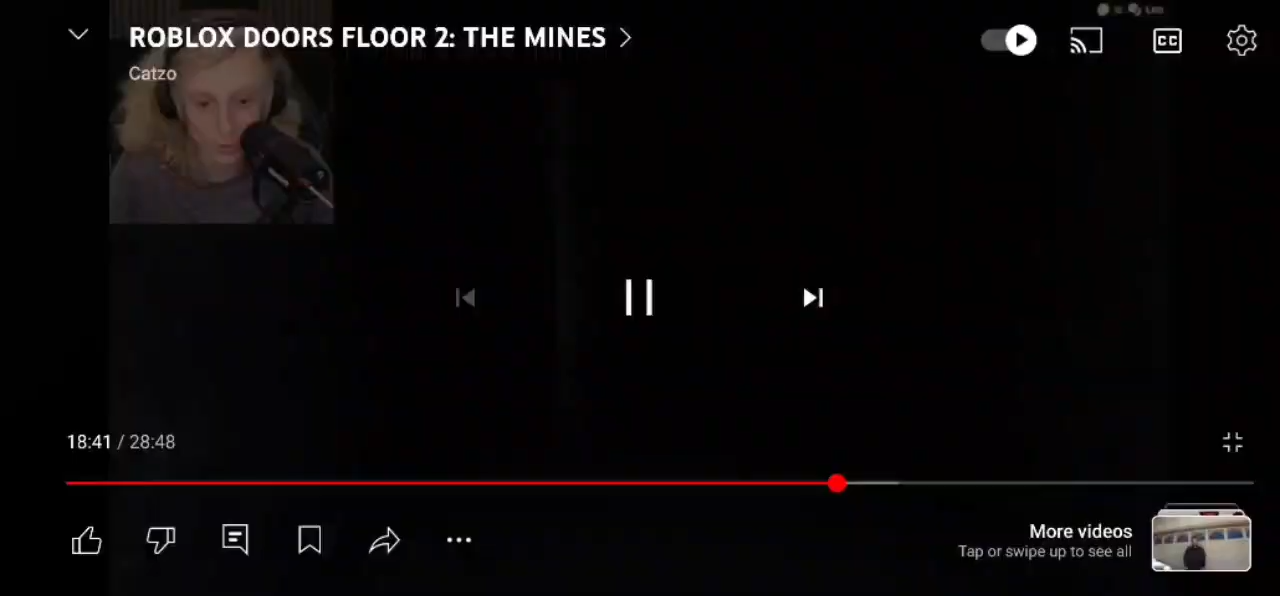 ROBLOX DOORS FLOOR 2: THE MINES
Catzo
CC
18:41 / 28:48
More videos
Tap or swipe up to see all